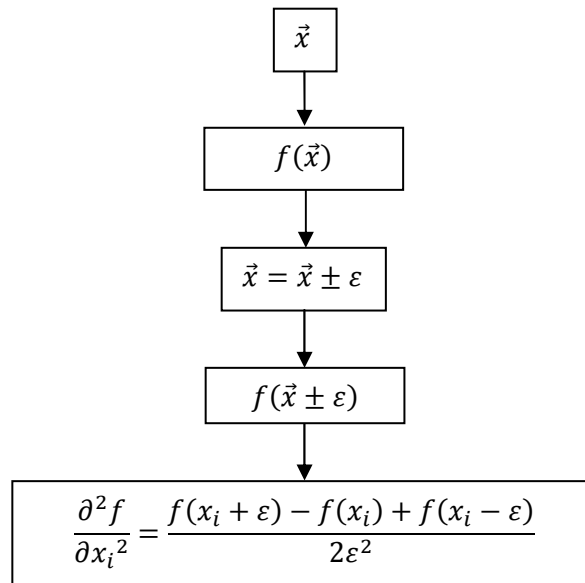 x⃗
f(x⃗)
x⃗ = x⃗ ± ε
f(x⃗ ± ε)
∂²f/∂xᵢ² = (f(xᵢ + ε) − f(xᵢ) + f(xᵢ − ε))/2ε²